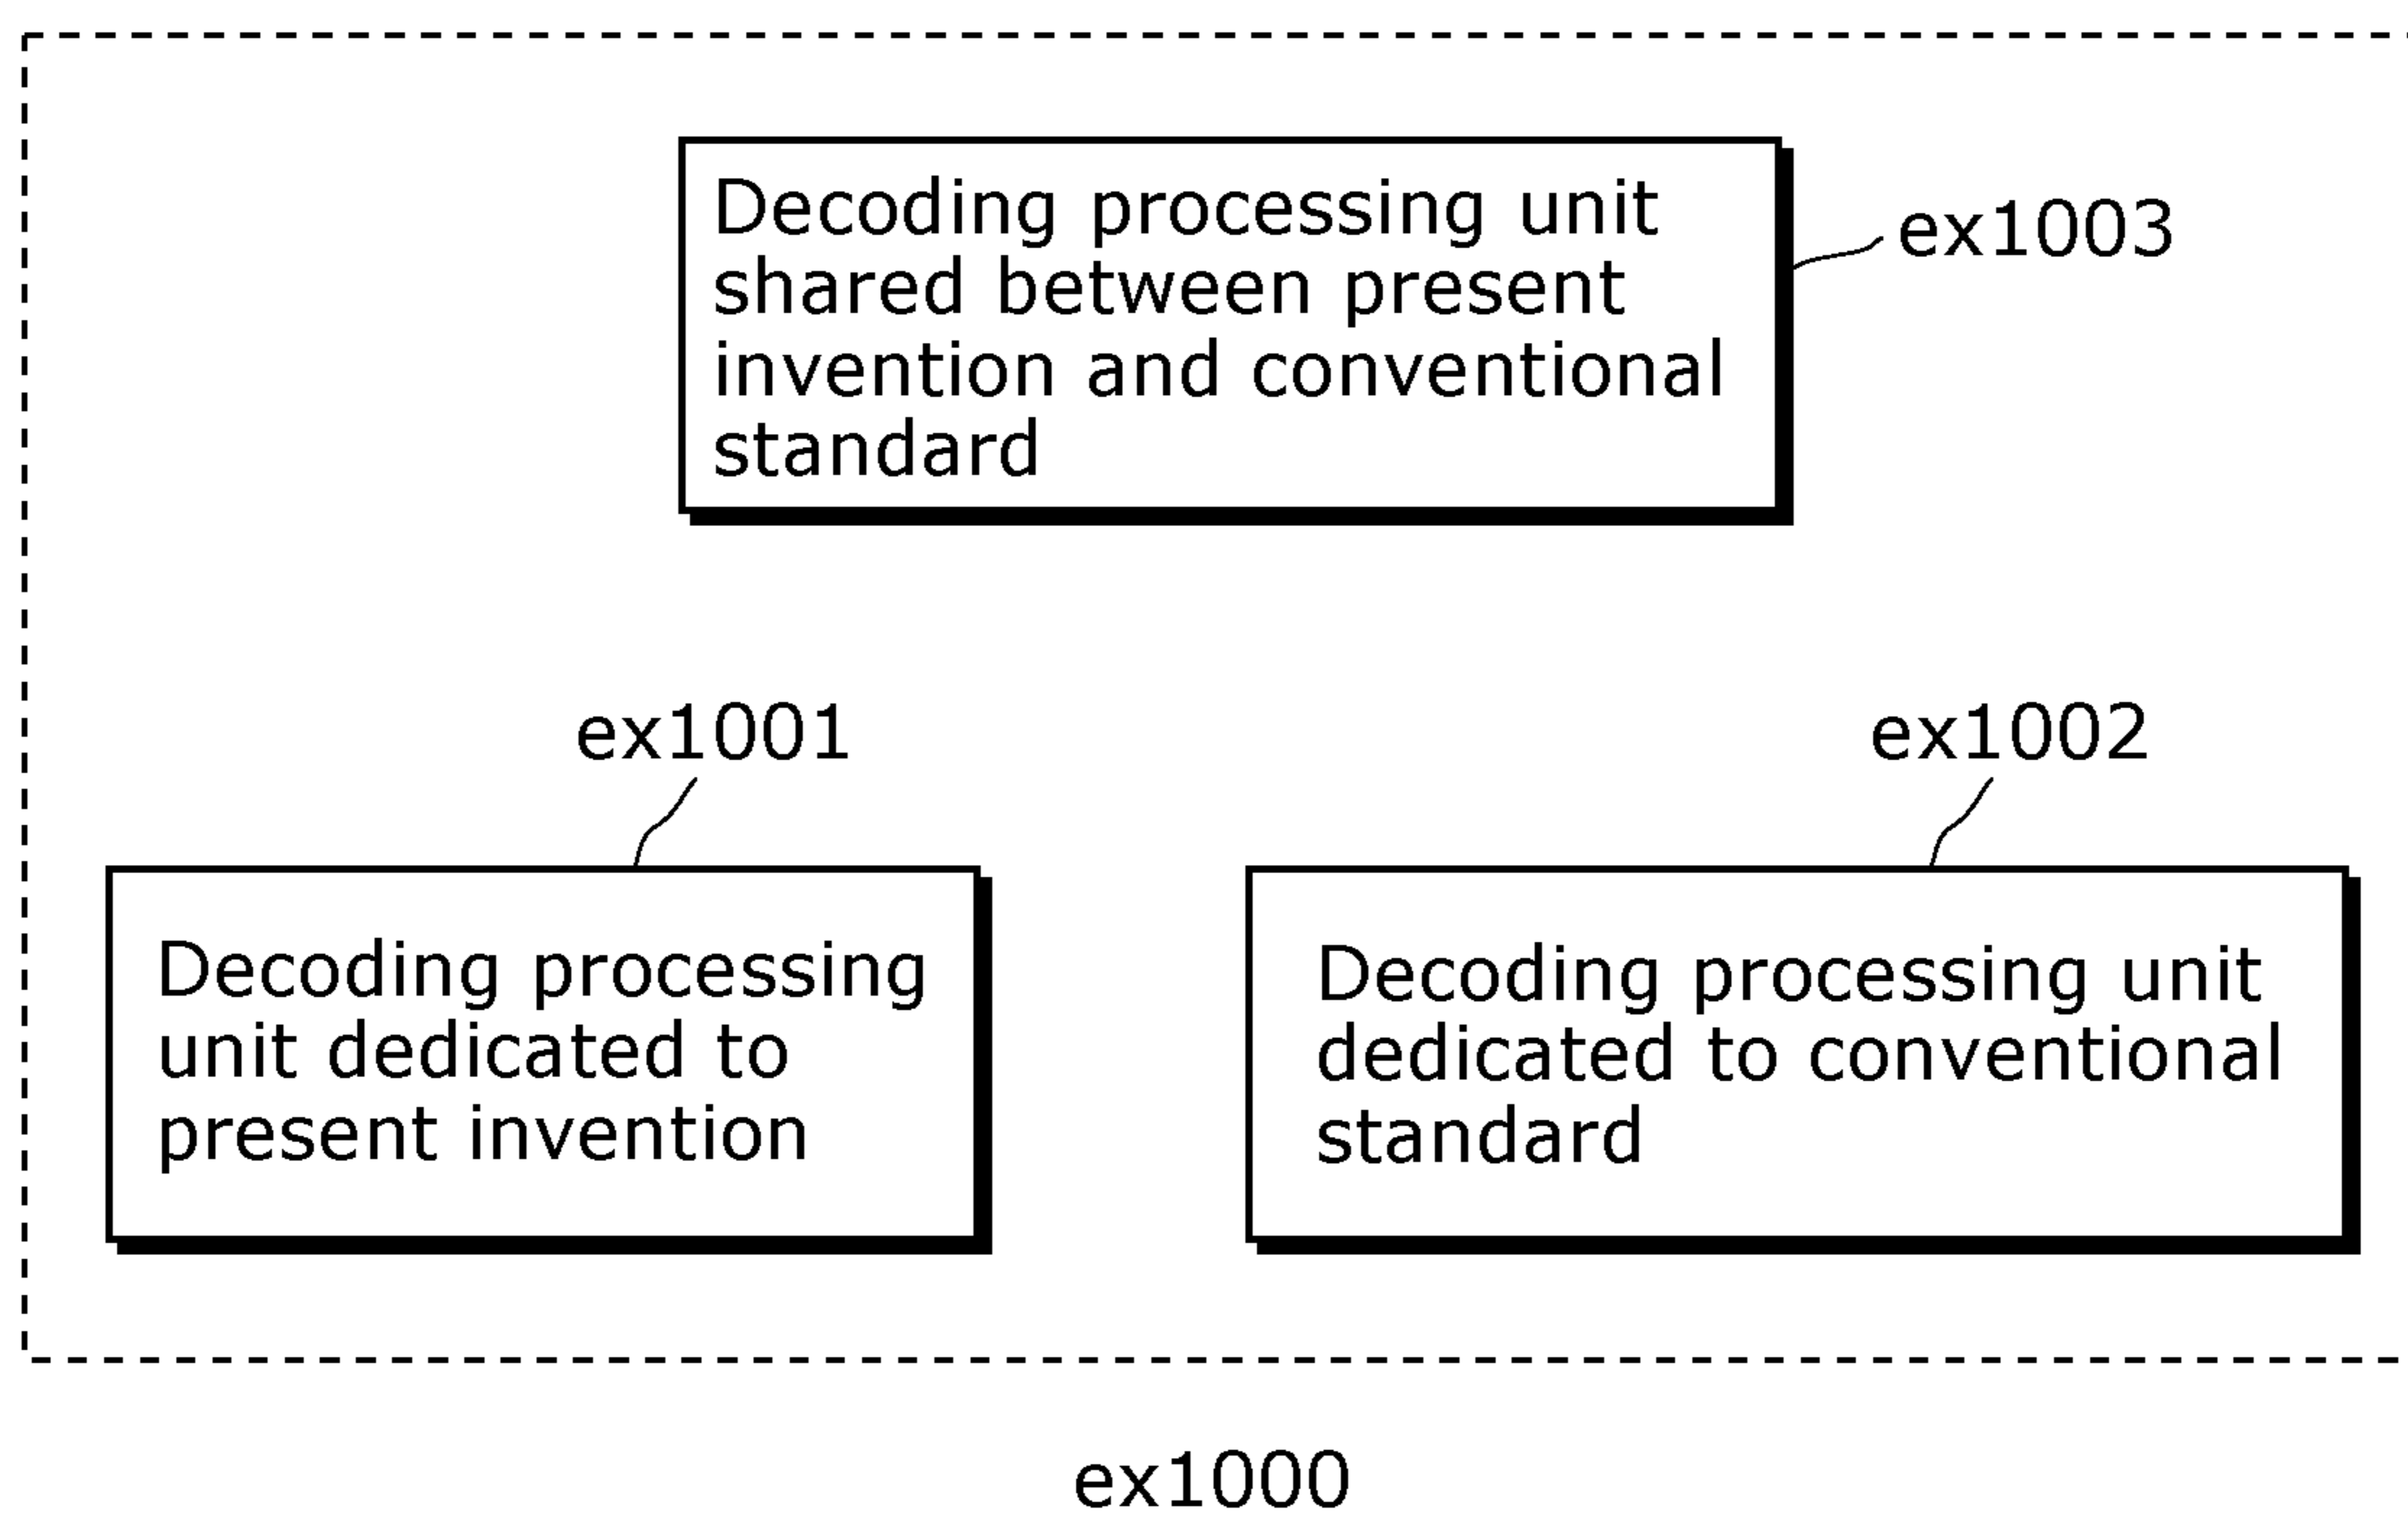 Decoding processing unit
shared between present
invention and conventional
standard
ex1003
ex1001
ex1002
Decoding processing
unit dedicated to
present invention
Decoding processing unit
dedicated to conventional
standard
ex1000